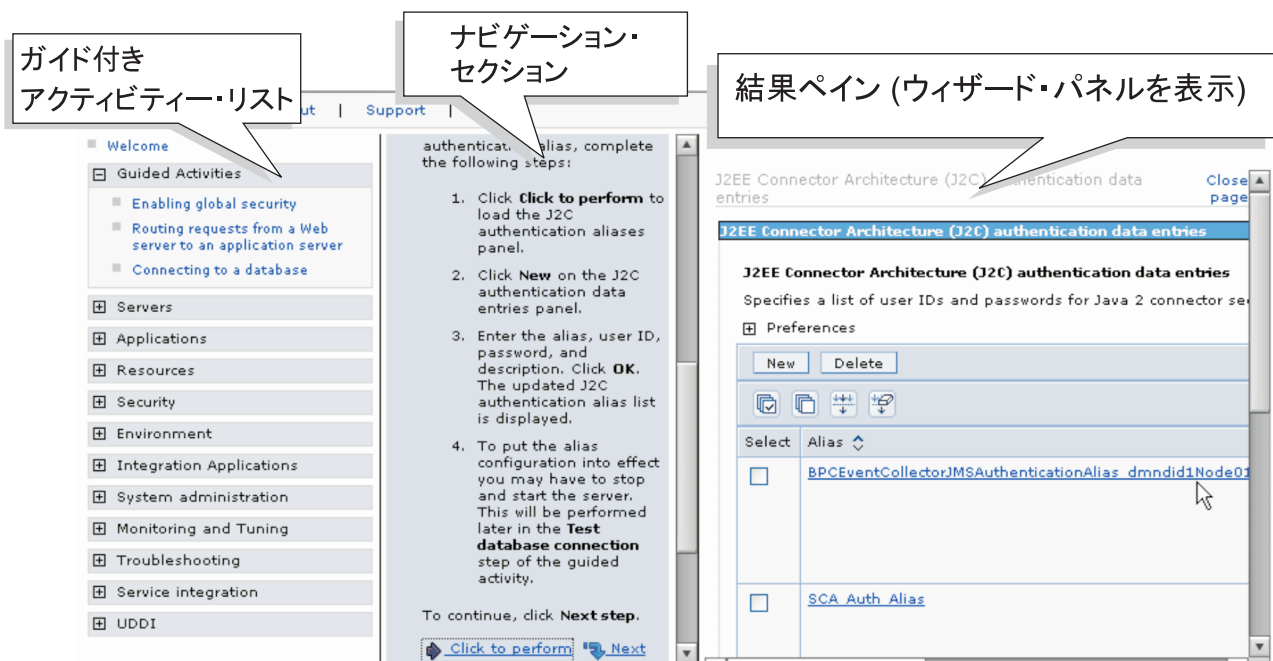 ガイド付き
アクティビティー・リスト
ナビゲーション・
セクション
結果ペイン (ウィザード・パネルを表示)
| Support |
Welcome
Guided Activities
Enabling global security
Routing requests from a Web
server to an application server
Connecting to a database
Servers
Applications
Resources
Security
Environment
Integration Applications
System administration
Monitoring and Tuning
Troubleshooting
Service integration
UDDI
alias, complete
the following steps:
1. Click Click to perform to
load the J2C
authentication aliases
panel.
2. Click New on the J2C
authentication data
entries panel.
3. Enter the alias, user ID,
password, and
description. Click OK.
The updated J2C
authentication alias list
is displayed.
4. To put the alias
configuration into effect
you may have to stop
and start the server.
This will be performed
later in the Test
database connection
step of the guided
activity.
To continue, click Next step.
Click to perform Next
J2EE Connector Architecture (J2C) authentication data
entries
Close
page
J2EE Connector Architecture (J2C) authentication data entries
J2EE Connector Architecture (J2C) authentication data entries
Specifies a list of user IDs and passwords for Java 2 connector
Preferences
New Delete
Select Alias
BPCEventCollectorJMSAuthenticationAlias dmndid1Node01
SCA Auth Alias